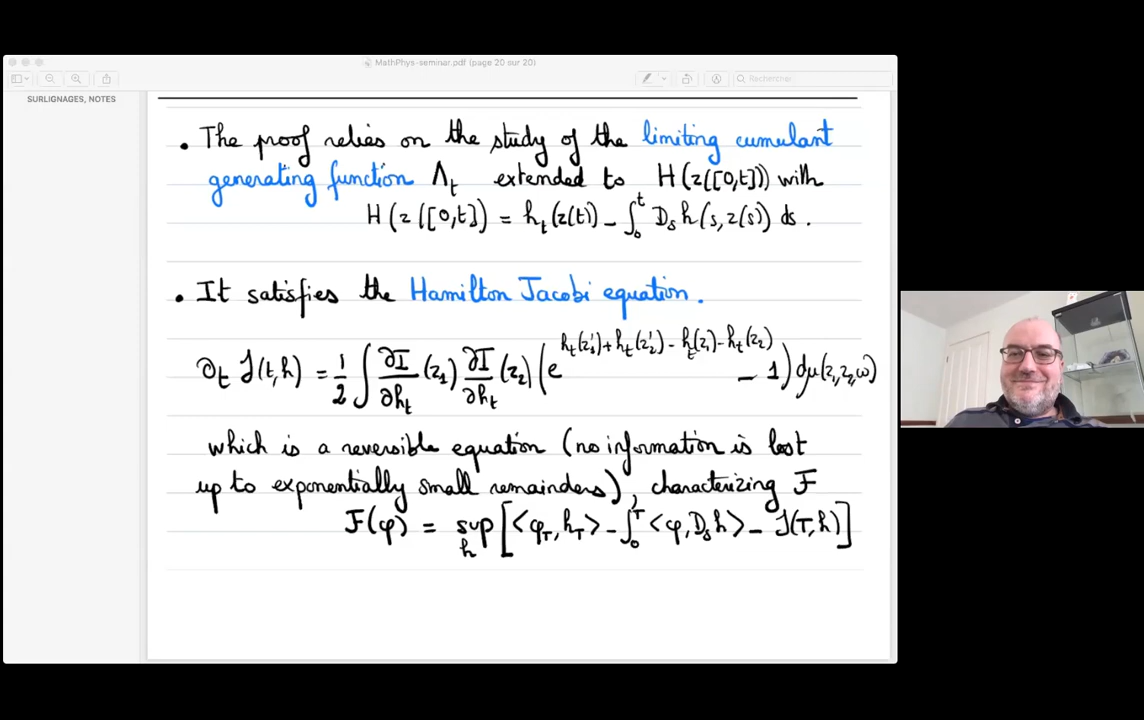 MathPhys-seminar.pdf (page 20 sur 20)
Rechercher
SURLIGNAGES, NOTES
• The proof relies on the study of the limiting cumulant
generating function Λ_t extended to H(z([0,t])) with
H(z([0,t]) = h_t(z(t)) - ∫_0^t D_s h(s, z(s)) ds .
• It satisfies the Hamilton Jacobi equation.
∂_t J(t,h) = 1/2 ∫ ∂I/∂h_t (z_1) ∂I/∂h_t (z_2) (e^{h_t(z'_1) + h_t(z'_2) - h_t(z_1) - h_t(z_2)} - 1) dμ(z_1, z_2, ω)
which is a reversible equation (no information is lost
up to exponentially small remainders), characterizing F
F(φ) = sup_h [<φ_T, h_T> - ∫_0^T <φ, D_s h> - J(T,h)]